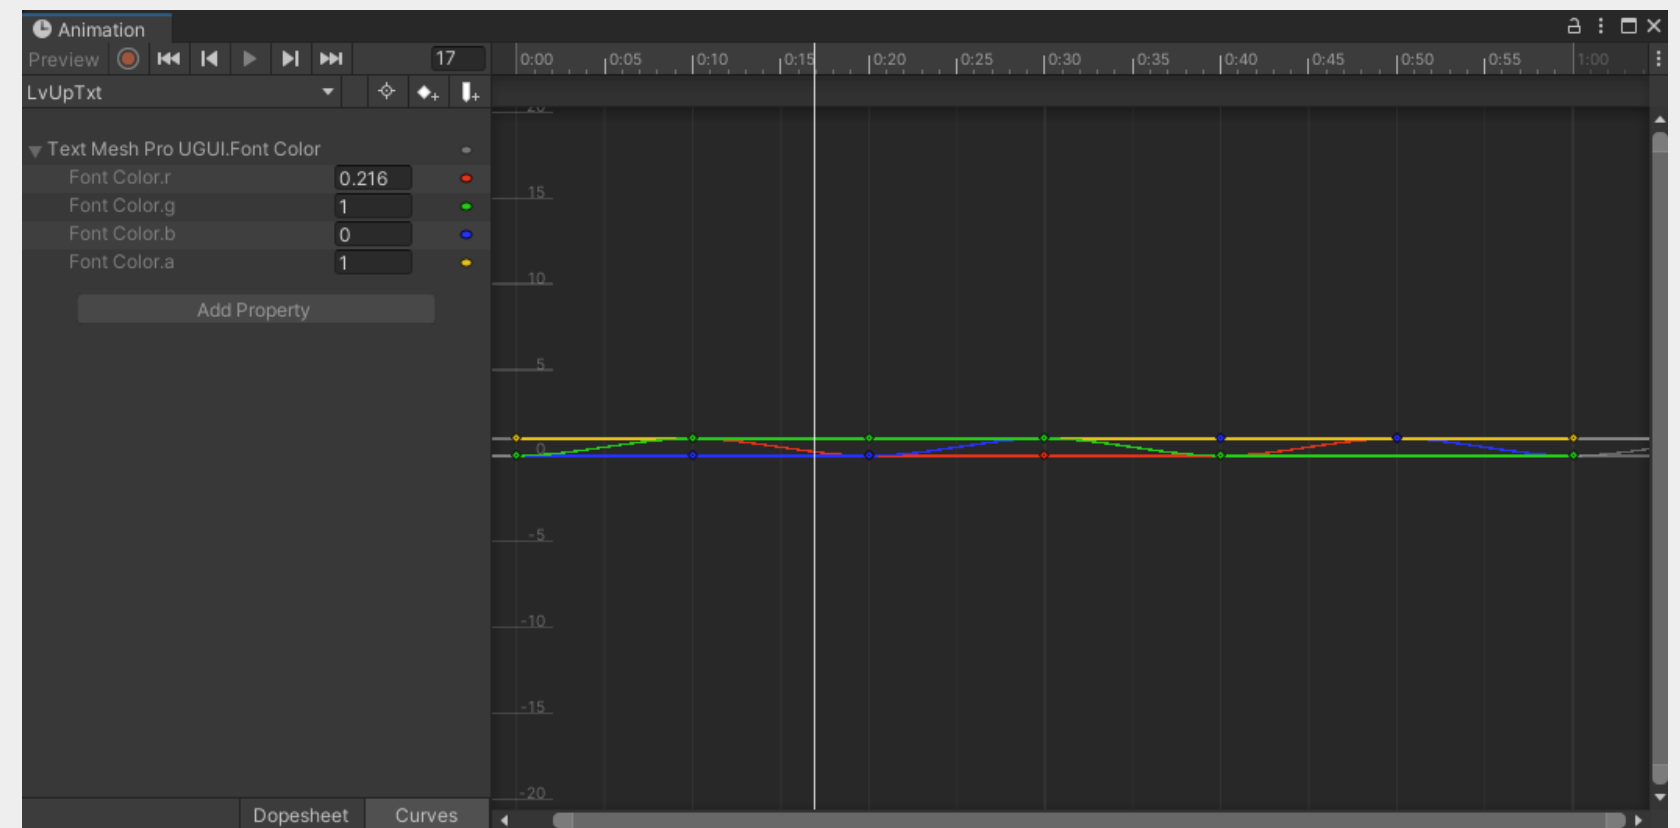 Animation
Preview 17 0:00 0:05 0:10 0:15 0:20 0:25 0:30 0:35 0:40 0:45 0:50 0:55 1:00
LvUpTxt
20
Text Mesh Pro UGUI.Font Color
Font Color.r 0.216
15
Font Color.g 1
Font Color.b 0
Font Color.a 1
10
Add Property
5
0
-5
-10
-15
-20
Dopesheet Curves